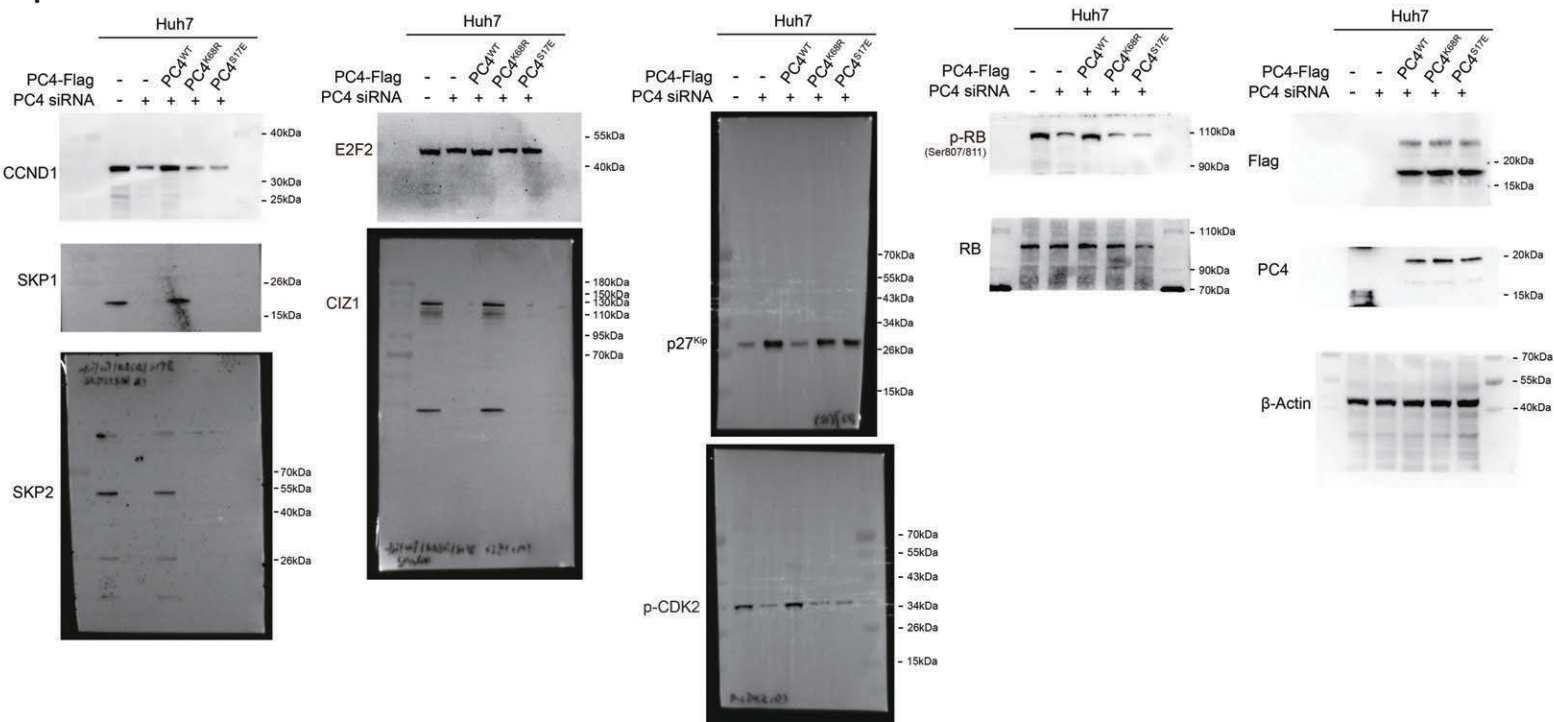 Huh7
PC4-Flag - - PC4WT PC4K68R PC4S17E
PC4 siRNA - + + + +
CCND1
- 40kDa
- 30kDa
- 25kDa
SKP1
- 26kDa
- 15kDa
SKP2
- 70kDa
- 55kDa
- 40kDa
- 26kDa
Huh7
PC4-Flag - - PC4WT PC4K68R PC4S17E
PC4 siRNA - + + + +
E2F2
- 55kDa
- 40kDa
CIZ1
- 180kDa
- 150kDa
- 130kDa
- 110kDa
- 95kDa
- 70kDa
Huh7
PC4-Flag - - PC4WT PC4K68R PC4S17E
PC4 siRNA - + + + +
p27Kip
- 70kDa
- 55kDa
- 43kDa
- 34kDa
- 26kDa
- 15kDa
p-CDK2
- 70kDa
- 55kDa
- 43kDa
- 34kDa
- 26kDa
- 15kDa
Huh7
PC4-Flag - - PC4WT PC4K68R PC4S17E
PC4 siRNA - + + + +
p-RB
(Ser807/811)
- 110kDa
- 90kDa
RB
- 110kDa
- 90kDa
- 70kDa
Huh7
PC4-Flag - - PC4WT PC4K68R PC4S17E
PC4 siRNA - + + + +
Flag
- 20kDa
- 15kDa
PC4
- 20kDa
- 15kDa
β-Actin
- 70kDa
- 55kDa
- 40kDa